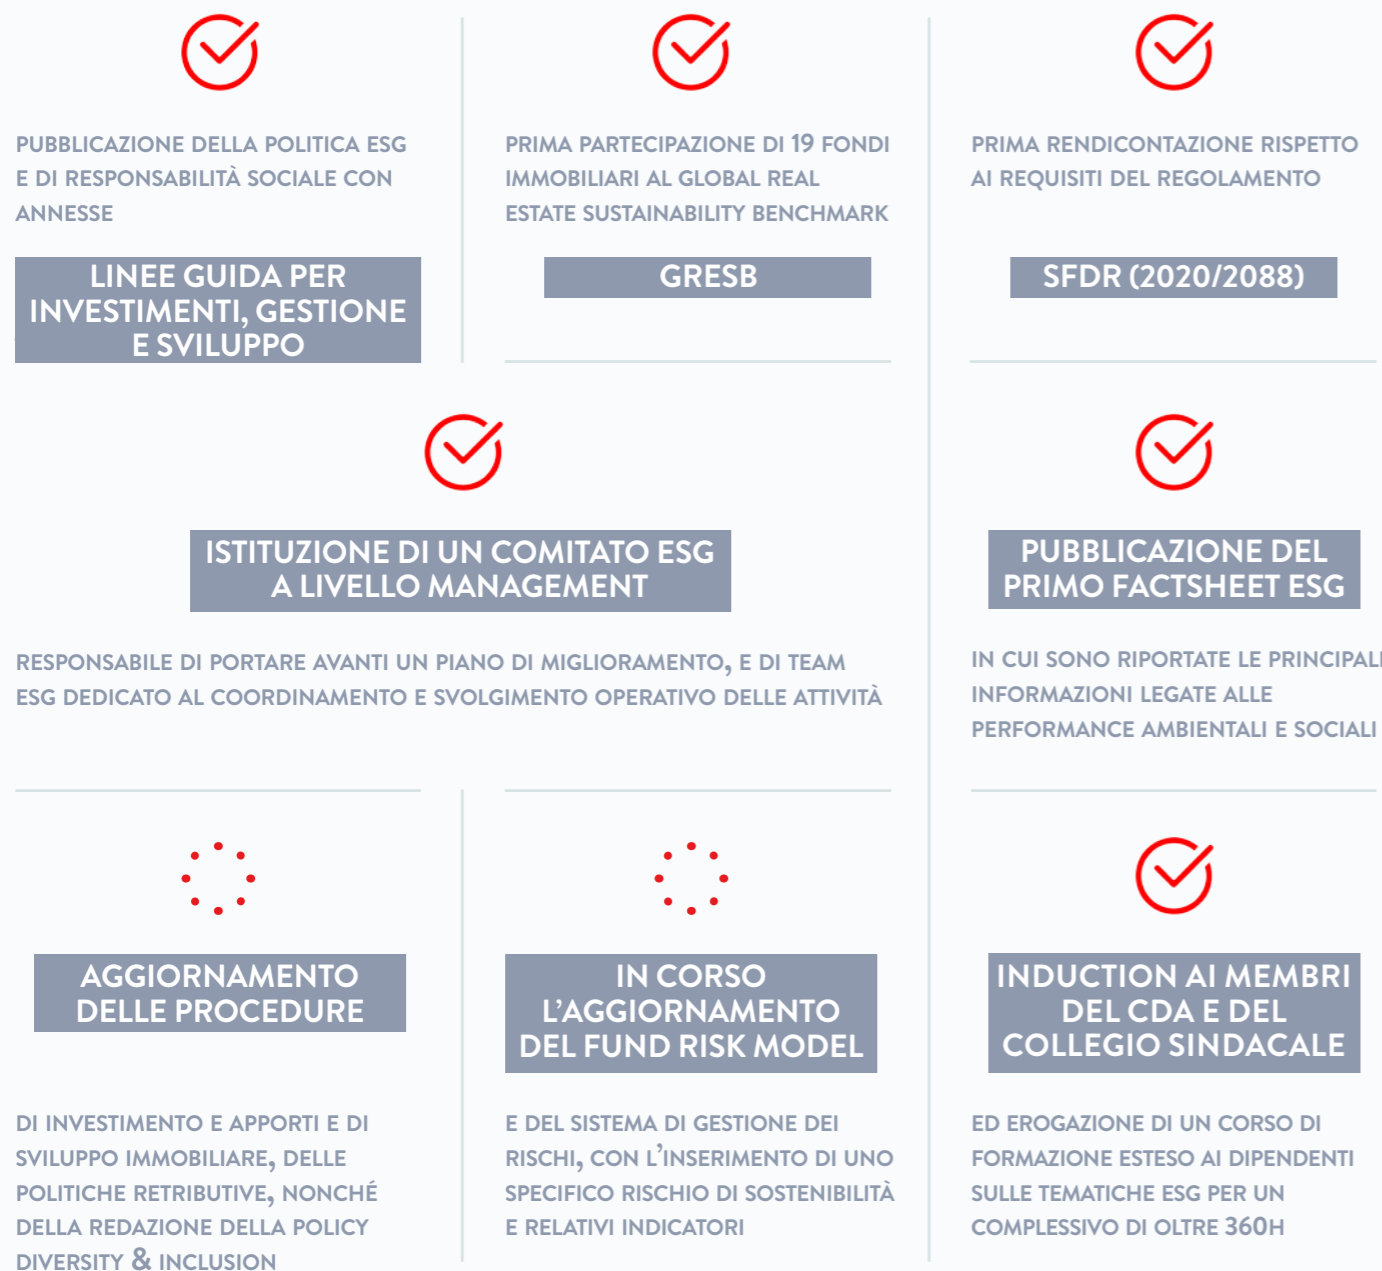 PUBBLICAZIONE DELLA POLITICA ESG
E DI RESPONSABILITÀ SOCIALE CON
ANNESSE
LINEE GUIDA PER
INVESTIMENTI, GESTIONE
E SVILUPPO
PRIMA PARTECIPAZIONE DI 19 FONDI
IMMOBILIARI AL GLOBAL REAL
ESTATE SUSTAINABILITY BENCHMARK
GRESB
PRIMA RENDICONTAZIONE RISPETTO
AI REQUISITI DEL REGOLAMENTO
SFDR (2020/2088)
ISTITUZIONE DI UN COMITATO ESG
A LIVELLO MANAGEMENT
RESPONSABILE DI PORTARE AVANTI UN PIANO DI MIGLIORAMENTO, E DI TEAM
ESG DEDICATO AL COORDINAMENTO E SVOLGIMENTO OPERATIVO DELLE ATTIVITÀ
PUBBLICAZIONE DEL
PRIMO FACTSHEET ESG
IN CUI SONO RIPORTATE LE PRINCIPALI
INFORMAZIONI LEGATE ALLE
PERFORMANCE AMBIENTALI E SOCIALI
AGGIORNAMENTO
DELLE PROCEDURE
DI INVESTIMENTO E APPORTI E DI
SVILUPPO IMMOBILIARE, DELLE
POLITICHE RETRIBUTIVE, NONCHÉ
DELLA REDAZIONE DELLA POLICY
DIVERSITY & INCLUSION
IN CORSO
L'AGGIORNAMENTO
DEL FUND RISK MODEL
E DEL SISTEMA DI GESTIONE DEI
RISCHI, CON L'INSERIMENTO DI UNO
SPECIFICO RISCHIO DI SOSTENIBILITÀ
E RELATIVI INDICATORI
INDUCTION AI MEMBRI
DEL CDA E DEL
COLLEGIO SINDACALE
ED EROGAZIONE DI UN CORSO DI
FORMAZIONE ESTESO AI DIPENDENTI
SULLE TEMATICHE ESG PER UN
COMPLESSIVO DI OLTRE 360H